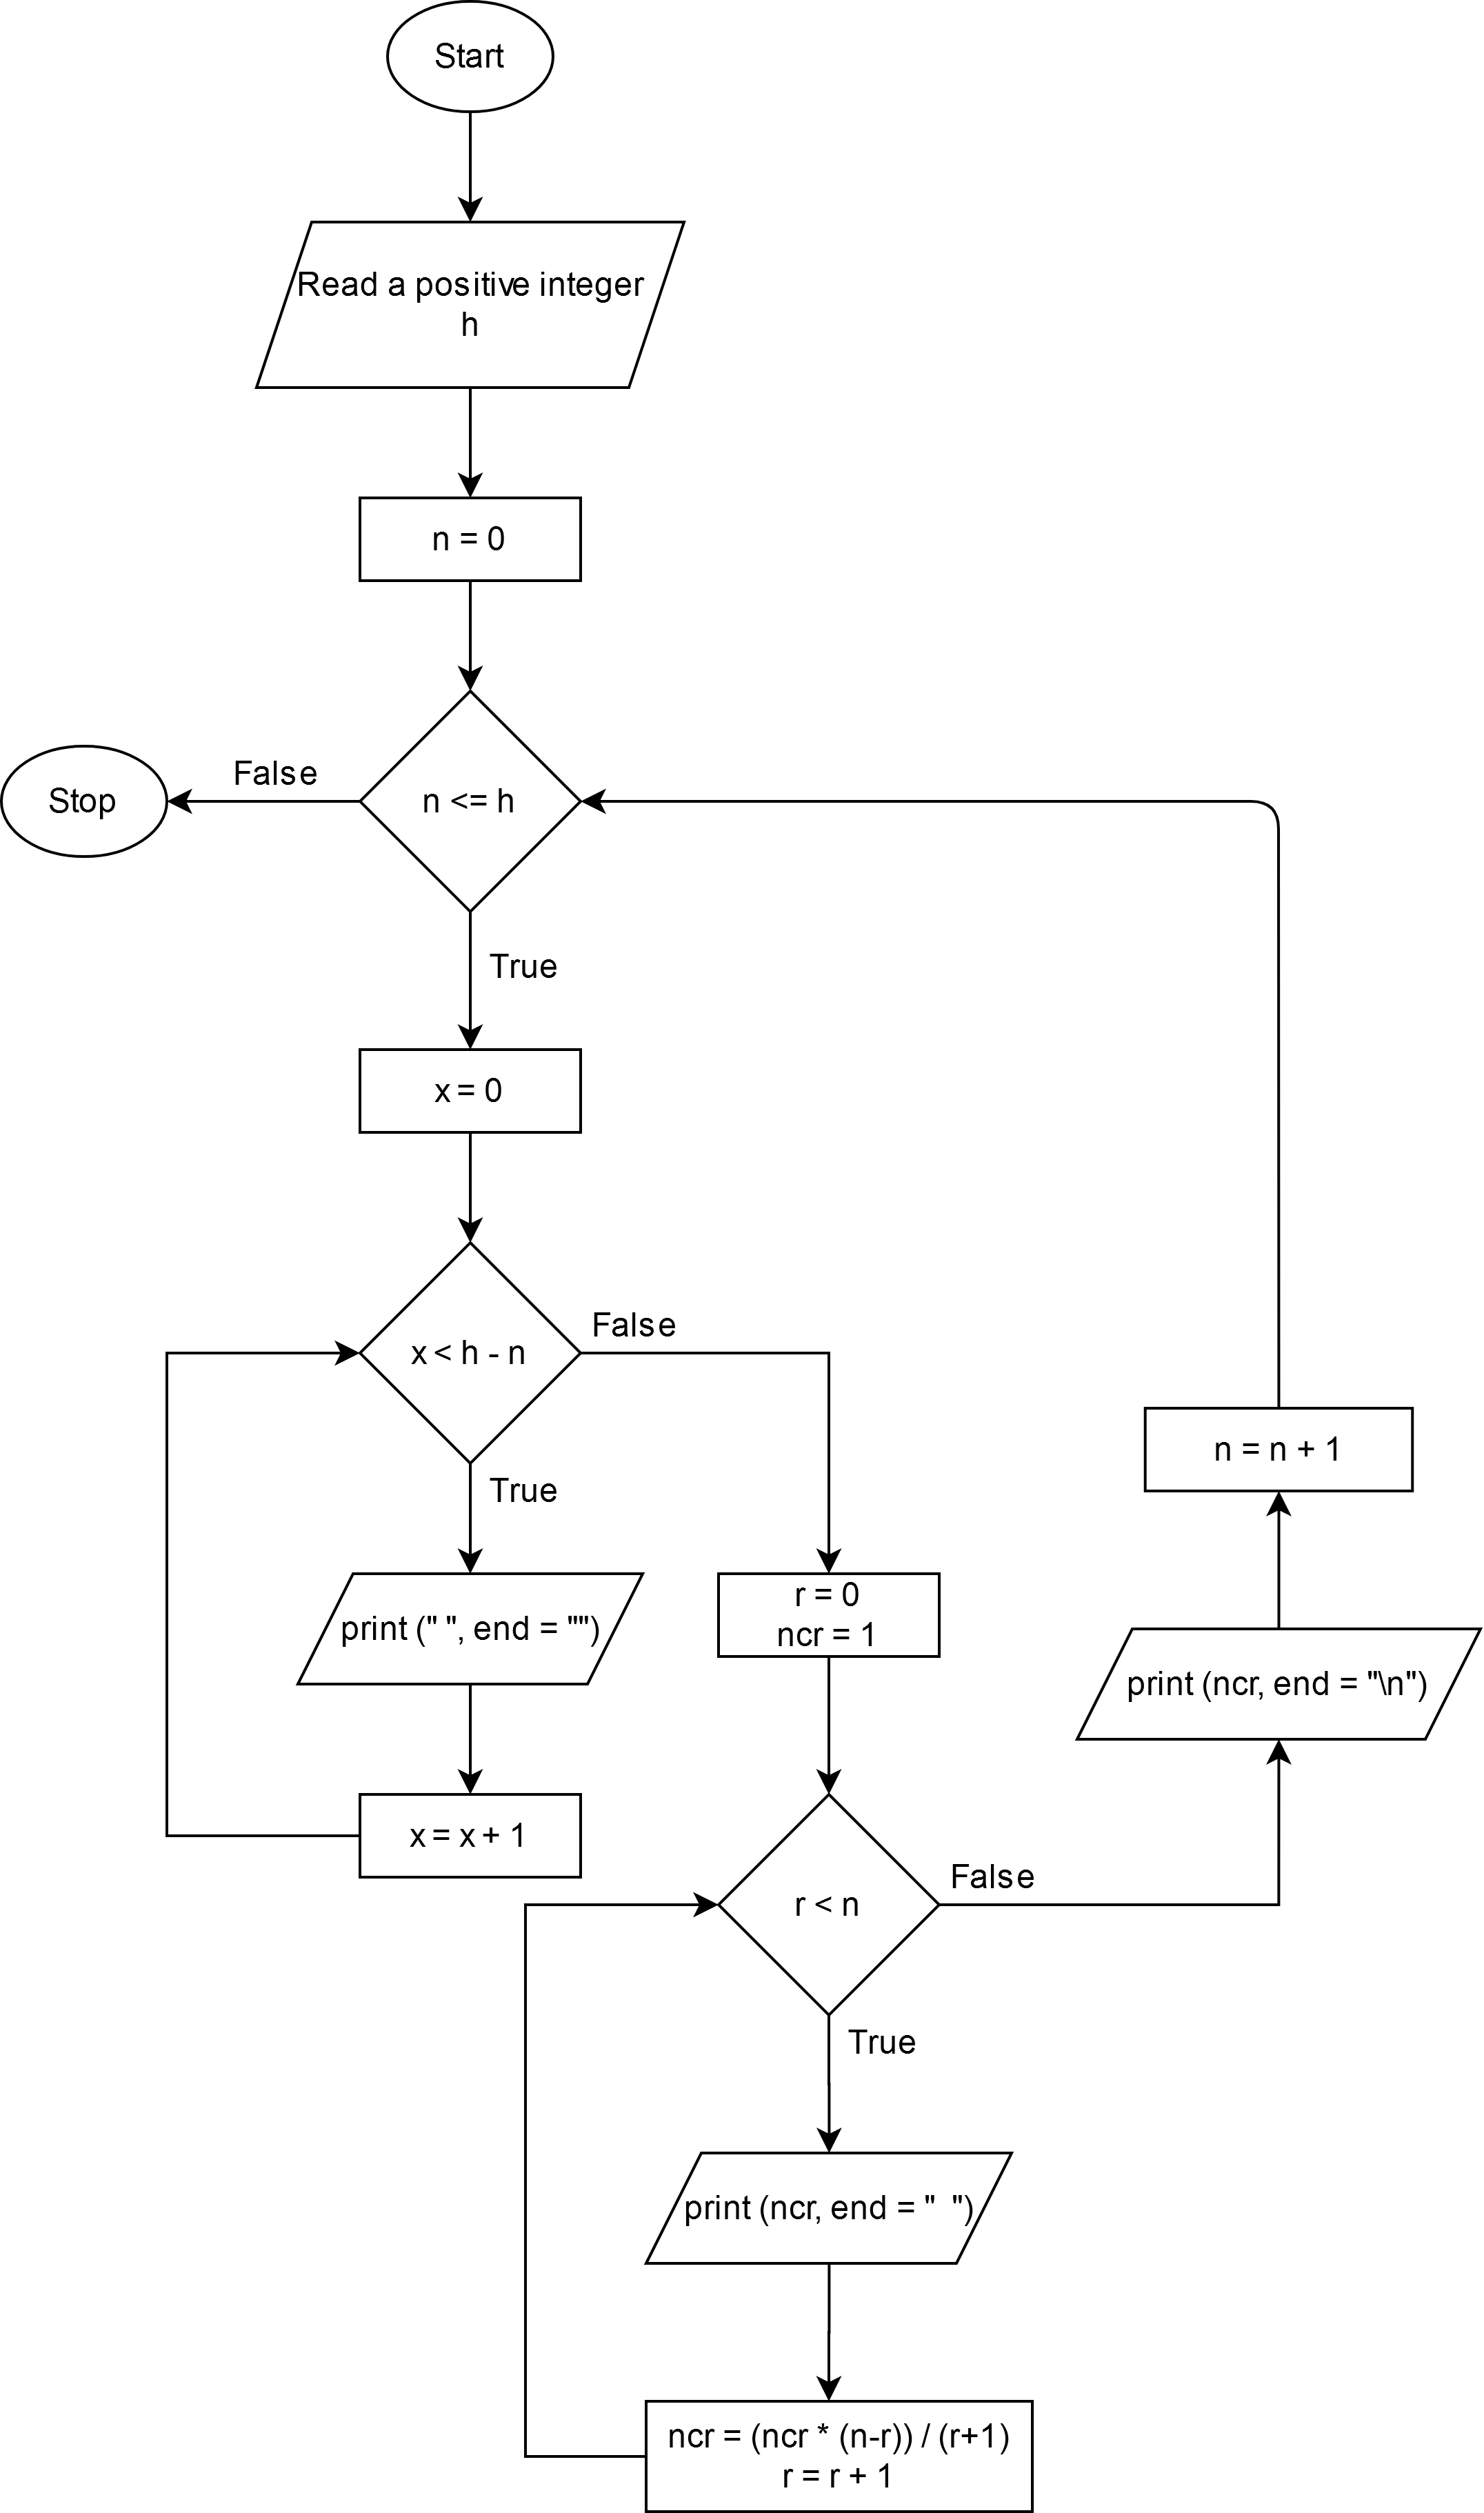 Start
Read a positive integer
h
n = 0
n <= h
False
Stop
True
x = 0
x < h - n
False
True
print (" ", end = "")
x = x + 1
r = 0
ncr = 1
r < n
False
print (ncr, end = "\n")
n = n + 1
True
print (ncr, end = "  ")
ncr = (ncr * (n-r)) / (r+1)
r = r + 1